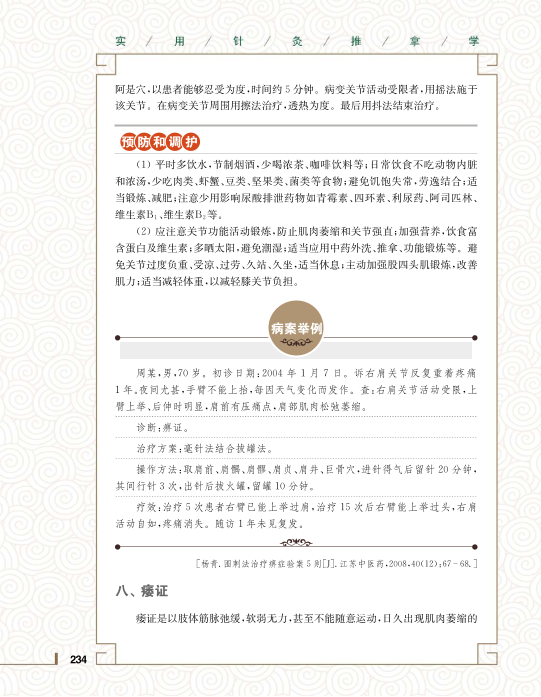 实 / 用 / 针 / 灸 / 推 / 拿 / 学
阿是穴,以患者能够忍受为度,时间约 5 分钟。病变关节活动受限者,用摇法施于
该关节。在病变关节周围用擦法治疗,透热为度。最后用抖法结束治疗。
预防和调护
(1) 平时多饮水,节制烟酒,少喝浓茶、咖啡饮料等;日常饮食不吃动物内脏
和浓汤,少吃肉类、虾蟹、豆类、坚果类、菌类等食物;避免饥饱失常,劳逸结合;适
当锻炼、减肥;注意少用影响尿酸排泄药物如青霉素、四环素、利尿药、阿司匹林、
维生素B₁、维生素B₂等。
(2) 应注意关节功能活动锻炼,防止肌肉萎缩和关节强直;加强营养,饮食富
含蛋白及维生素;多晒太阳,避免潮湿;适当应用中药外洗、推拿、功能锻炼等。避
免关节过度负重、受凉、过劳、久站、久坐,适当休息;主动加强股四头肌锻炼,改善
肌力;适当减轻体重,以减轻膝关节负担。
病案举例
周某,男,70 岁。初诊日期:2004 年 1 月 7 日。诉右肩关节反复重着疼痛
1 年,夜间尤甚,手臂不能上抬,每因天气变化而发作。查:右肩关节活动受限,上
臂上举、后伸时明显,肩前有压痛点,肩部肌肉松弛萎缩。
诊断:痹证。
治疗方案:毫针法结合拔罐法。
操作方法:取肩前、肩髃、肩髎、肩贞、肩井、巨骨穴,进针得气后留针 20 分钟,
其间行针 3 次,出针后拔火罐,留罐 10 分钟。
疗效:治疗 5 次患者右臂已能上举过肩,治疗 15 次后右臂能上举过头,右肩
活动自如,疼痛消失。随访 1 年未见复发。
[杨青.围刺法治疗痹症验案 5 则[J].江苏中医药,2008,40(12):67-68.]
八、痿证
痿证是以肢体筋脉弛缓,软弱无力,甚至不能随意运动,日久出现肌肉萎缩的
234